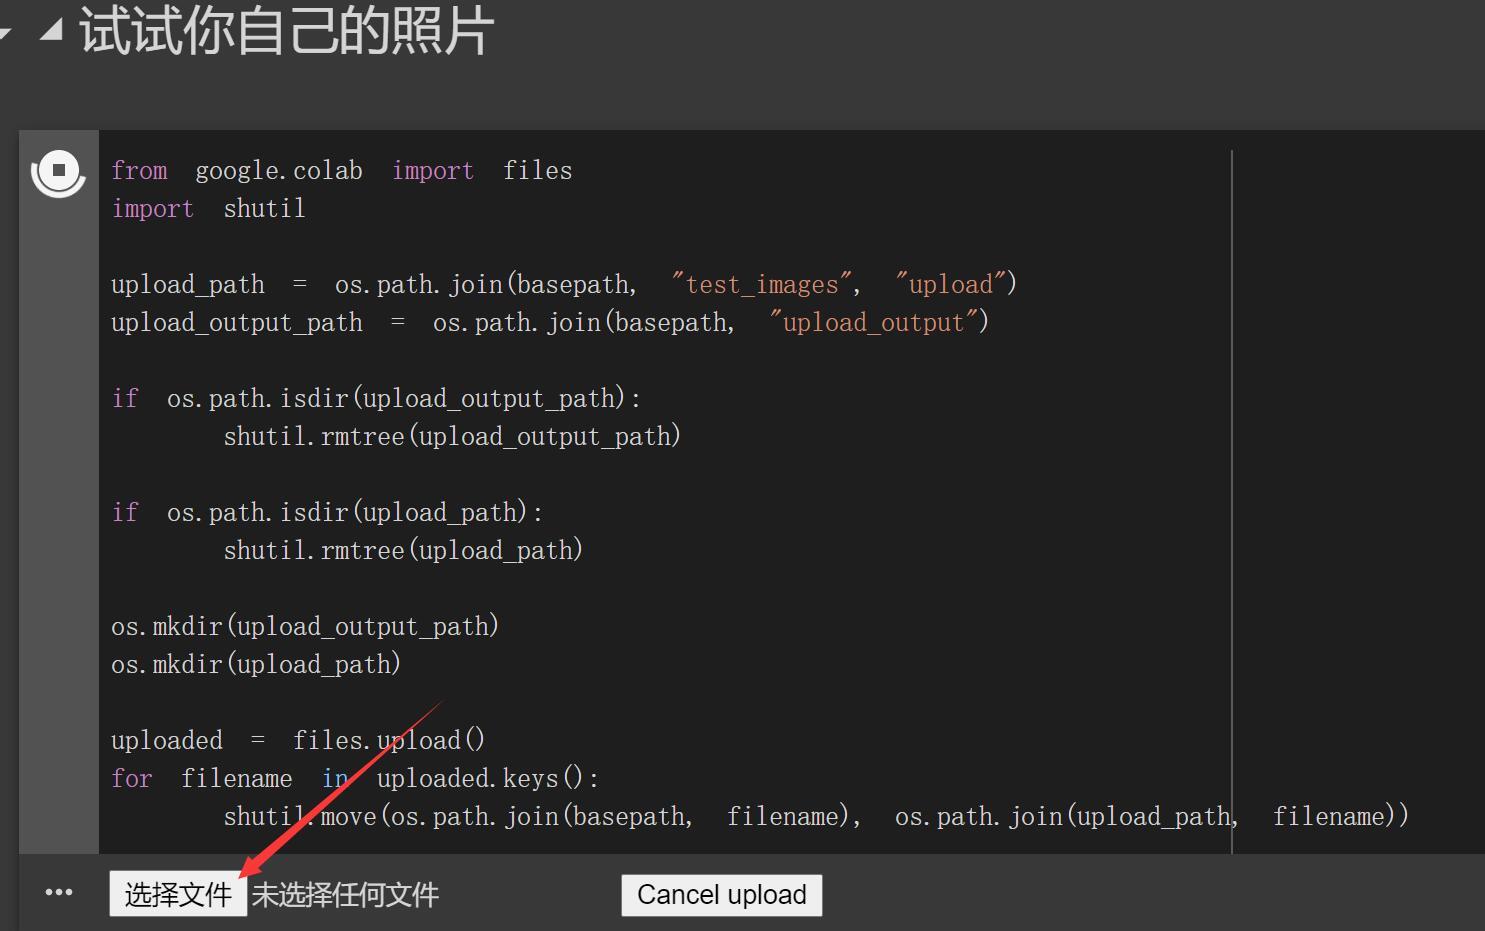 试试你自己的照片
from google.colab import files
import shutil
upload_path = os.path.join(basepath, "test_images", "upload")
upload_output_path = os.path.join(basepath, "upload_output")
if os.path.isdir(upload_output_path):
shutil.rmtree(upload_output_path)
if os.path.isdir(upload_path):
shutil.rmtree(upload_path)
os.mkdir(upload_output_path)
os.mkdir(upload_path)
uploaded = files.upload()
for filename in uploaded.keys():
shutil.move(os.path.join(basepath, filename), os.path.join(upload_path, filename))
选择文件 未选择任何文件 Cancel upload